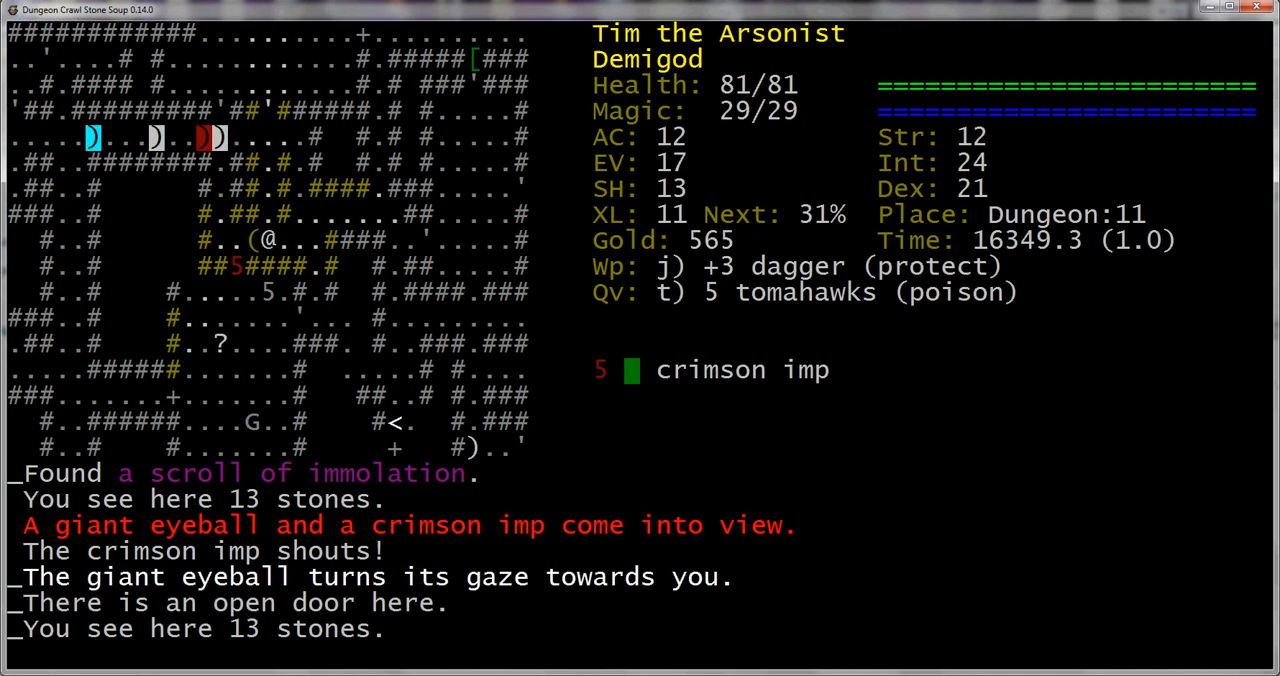 Dungeon Crawl Stone Soup 0.14.0
Tim the Arsonist
Demigod
Health: 81/81 ========================
Magic: 29/29 ========================
AC: 12 Str: 12
EV: 17 Int: 24
SH: 13 Dex: 21
XL: 11 Next: 31% Place: Dungeon:11
Gold: 565 Time: 16349.3 (1.0)
Wp: j) +3 dagger (protect)
Qv: t) 5 tomahawks (poison)
5 crimson imp
_Found a scroll of immolation.
You see here 13 stones.
A giant eyeball and a crimson imp come into view.
The crimson imp shouts!
_The giant eyeball turns its gaze towards you.
_There is an open door here.
_You see here 13 stones.